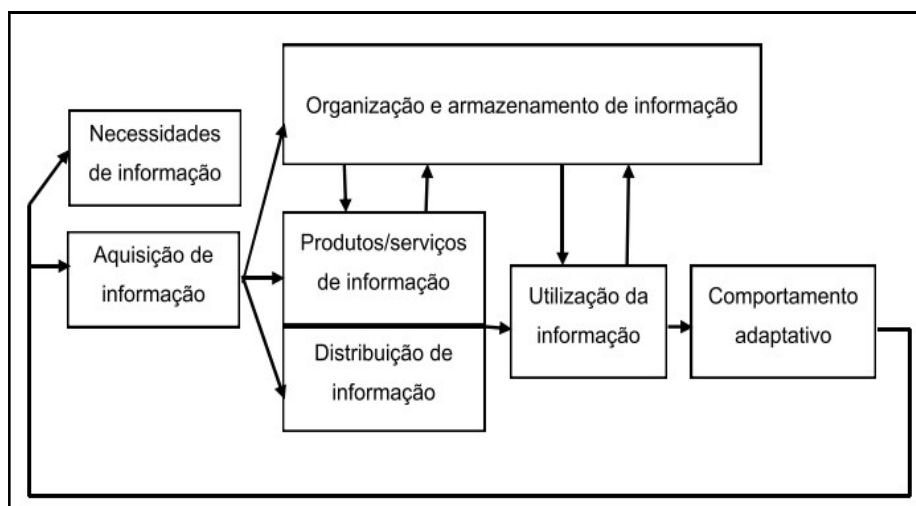 Organização e armazenamento de informação
Necessidades
de informação
Aquisição de
informação
Produtos/serviços
de informação
Distribuição de
informação
Utilização da
informação
Comportamento
adaptativo